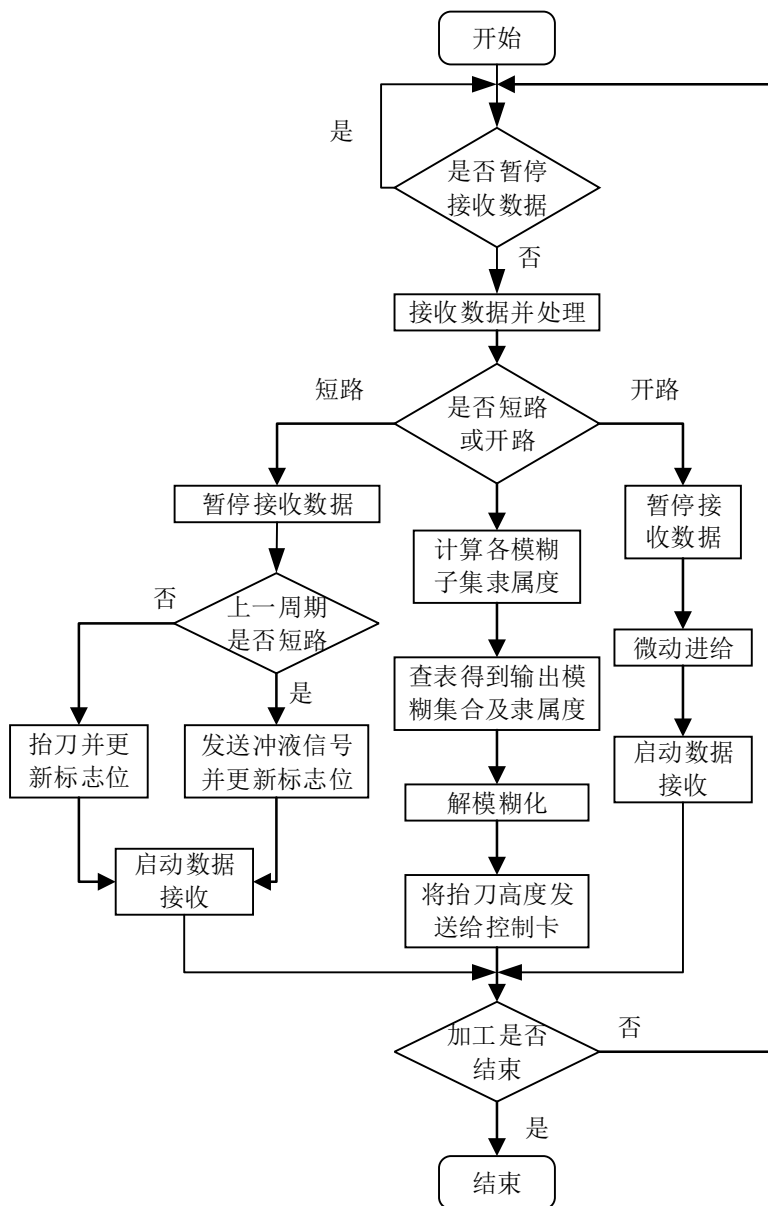 开始
是
是否暂停
接收数据
否
接收数据并处理
短路
是否短路
或开路
开路
暂停接收数据
暂停接
收数据
计算各模糊
子集隶属度
否
上一周期
是否短路
微动进给
是
查表得到输出模
糊集合及隶属度
抬刀并更
新标志位
发送冲液信号
并更新标志位
启动数据
接收
解模糊化
启动数据
接收
将抬刀高度发
送给控制卡
加工是否
结束
否
是
结束